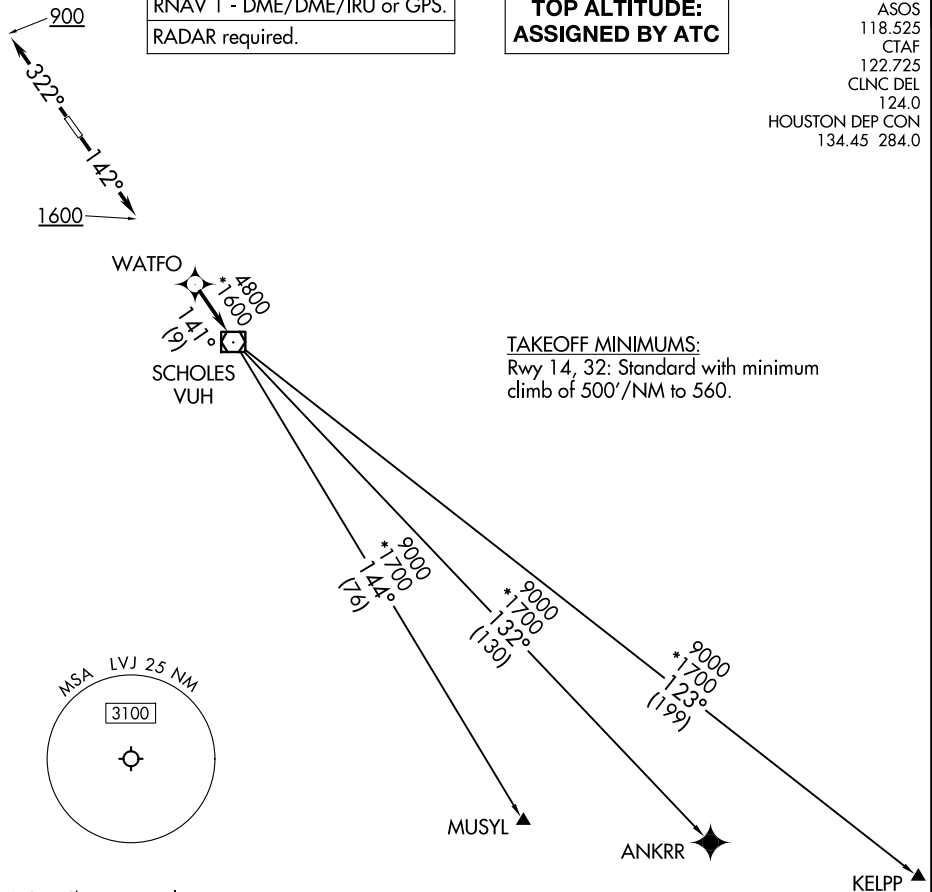 RNAV 1 - DME/DME/IRU or GPS.
RADAR required.
TOP ALTITUDE:
ASSIGNED BY ATC
ASOS
118.525
CTAF
122.725
CLNC DEL
124.0
HOUSTON DEP CON
134.45 284.0
900
322°
142°
1600
WATFO
4800
*1600
141°
(9)
SCHOLES
VUH
TAKEOFF MINIMUMS:
Rwy 14, 32: Standard with minimum
climb of 500'/NM to 560.
9000
*1700
144°
(76)
9000
*1700
132°
(130)
9000
*1700
123°
(199)
MSA LVJ 25 NM
3100
MUSYL
ANKRR
KELPP